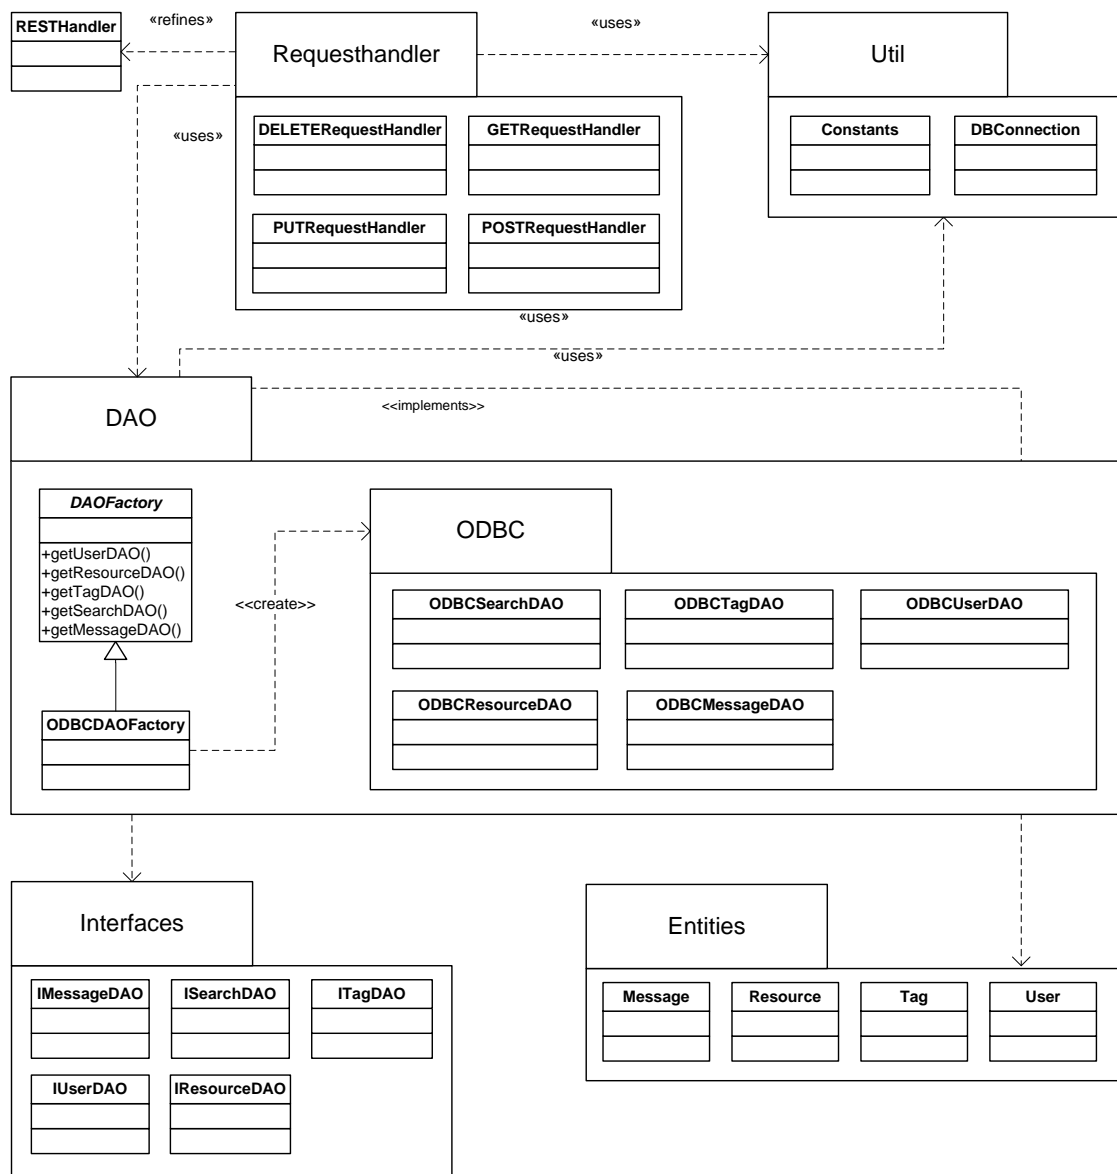 RESTHandler
«refines»
Requesthandler
«uses»
Util
«uses»
DELETERequestHandler
GETRequestHandler
PUTRequestHandler
POSTRequestHandler
Constants
DBConnection
«uses»
«uses»
DAO
<<implements>>
DAOFactory
+getUserDAO()
+getResourceDAO()
+getTagDAO()
+getSearchDAO()
+getMessageDAO()
<<create>>
ODBCDAOFactory
ODBC
ODBCSearchDAO
ODBCTagDAO
ODBCUserDAO
ODBCResourceDAO
ODBCMessageDAO
Interfaces
IMessageDAO
ISearchDAO
ITagDAO
IUserDAO
IResourceDAO
Entities
Message
Resource
Tag
User